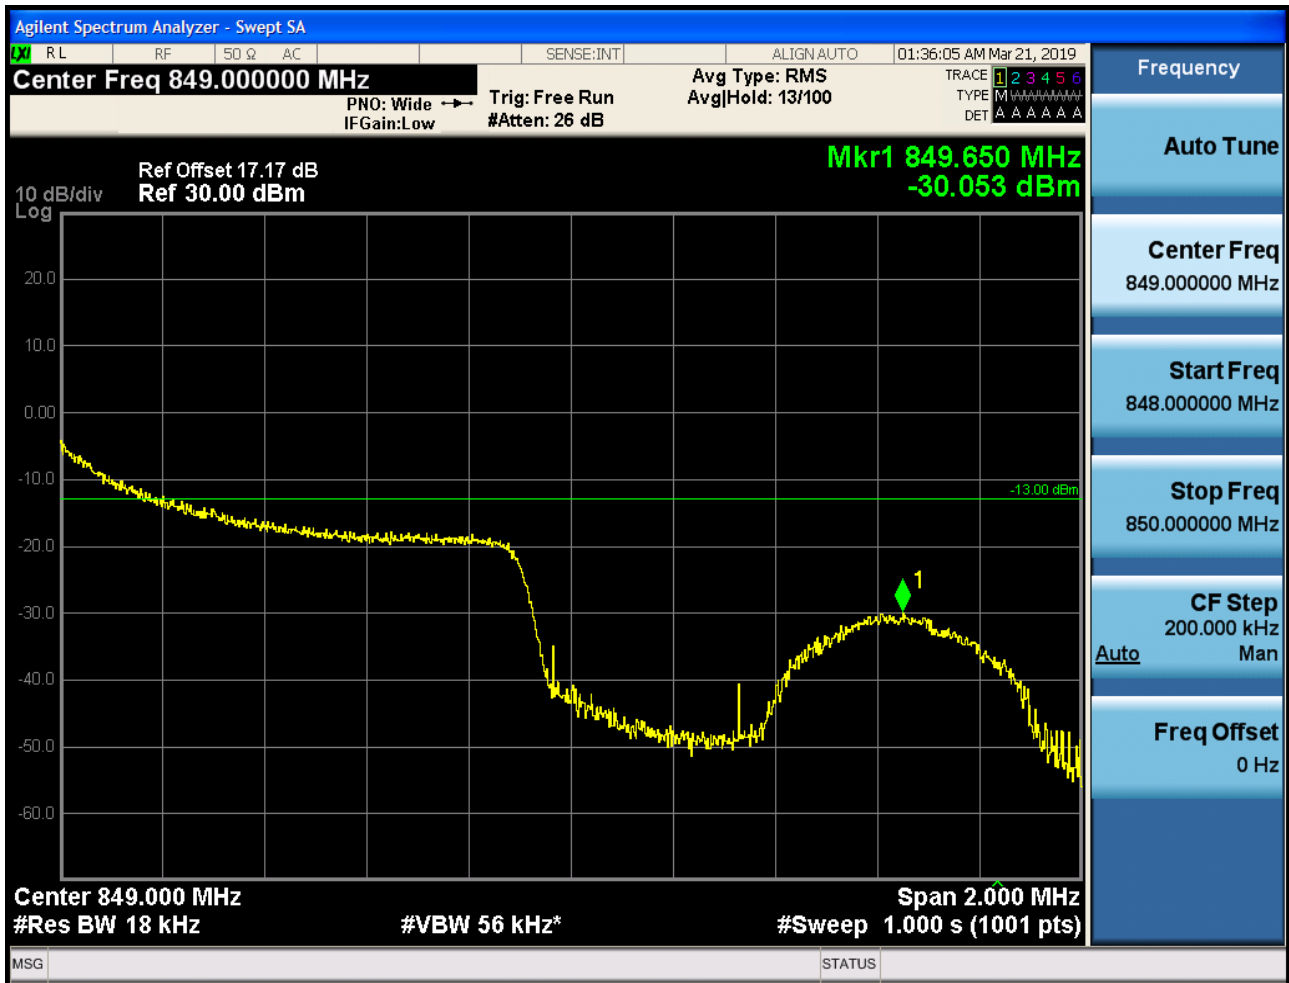 Agilent Spectrum Analyzer - Swept SA
LXI RL RF 50 Ω AC SENSE:INT ALIGN AUTO 01:36:05 AM Mar 21, 2019
Center Freq 849.000000 MHz
PNO: Wide
IFGain:Low
Trig: Free Run
#Atten: 26 dB
Avg Type: RMS
Avg|Hold: 13/100
TRACE 1 2 3 4 5 6
TYPE M W W W W W
DET A A A A A A
Mkr1 849.650 MHz
-30.053 dBm
Ref Offset 17.17 dB
10 dB/div Ref 30.00 dBm
Log
20.0
10.0
0.00
-10.0
-13.00 dBm
-20.0
1
-30.0
-40.0
-50.0
-60.0
Center 849.000 MHz Span 2.000 MHz
#Res BW 18 kHz #VBW 56 kHz* #Sweep 1.000 s (1001 pts)
MSG STATUS
Frequency
Auto Tune
Center Freq
849.000000 MHz
Start Freq
848.000000 MHz
Stop Freq
850.000000 MHz
CF Step
200.000 kHz
Auto Man
Freq Offset
0 Hz